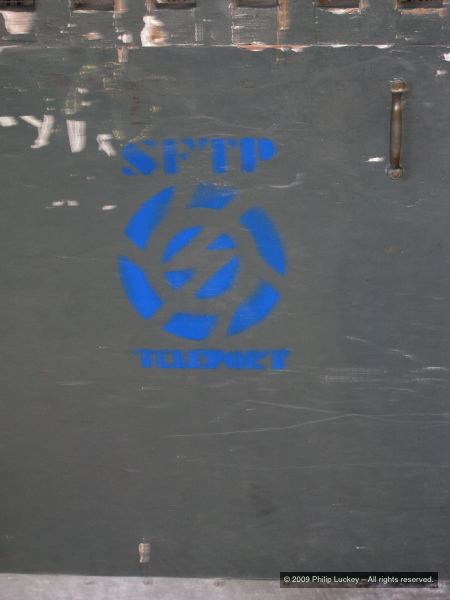 SFTP
TELEPORT
© 2009 Philip Luckey – All rights reserved.